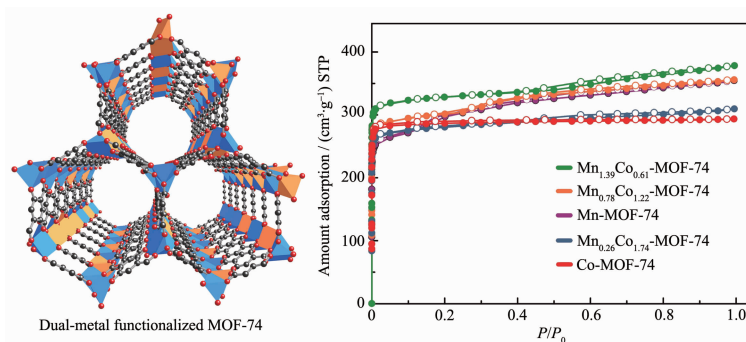 Dual-metal functionalized MOF-74
Amount adsorption / (cm³·g⁻¹) STP
400
300
200
100
0
0
0.2
0.4
0.6
0.8
1.0
P/P₀
Mn₁.₃₉Co₀.₆₁-MOF-74
Mn₀.₇₈Co₁.₂₂-MOF-74
Mn-MOF-74
Mn₀.₂₆Co₁.₇₄-MOF-74
Co-MOF-74